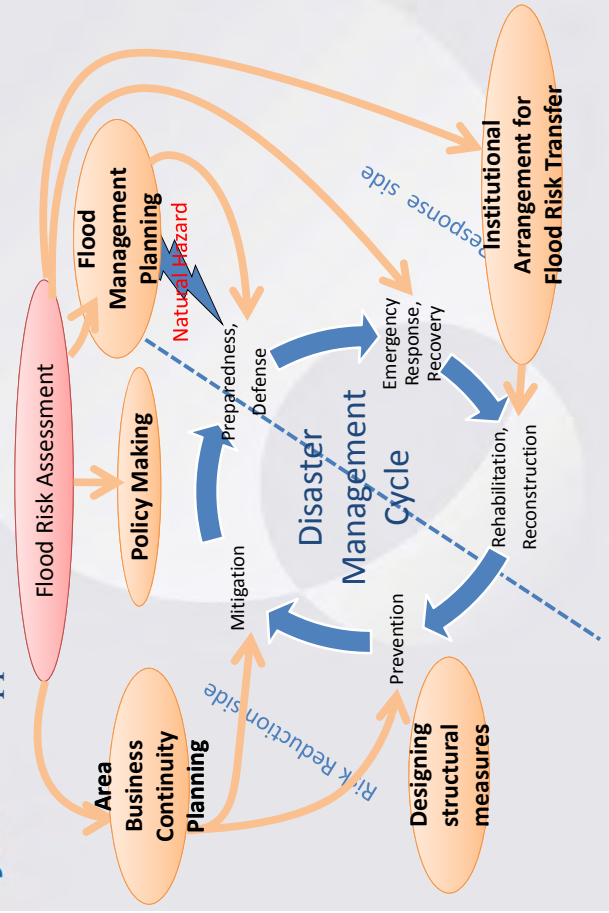 Flood Risk Assessment
Area
Business
Continuity
Planning
Policy Making
Flood
Management
Planning
Natural Hazard
Risk Reduction side
Response side
Mitigation
Preparedness,
Defense
Disaster
Management
Cycle
Prevention
Emergency
Response,
Recovery
Rehabilitation,
Reconstruction
Designing
structural
measures
Institutional
Arrangement for
Flood Risk Transfer